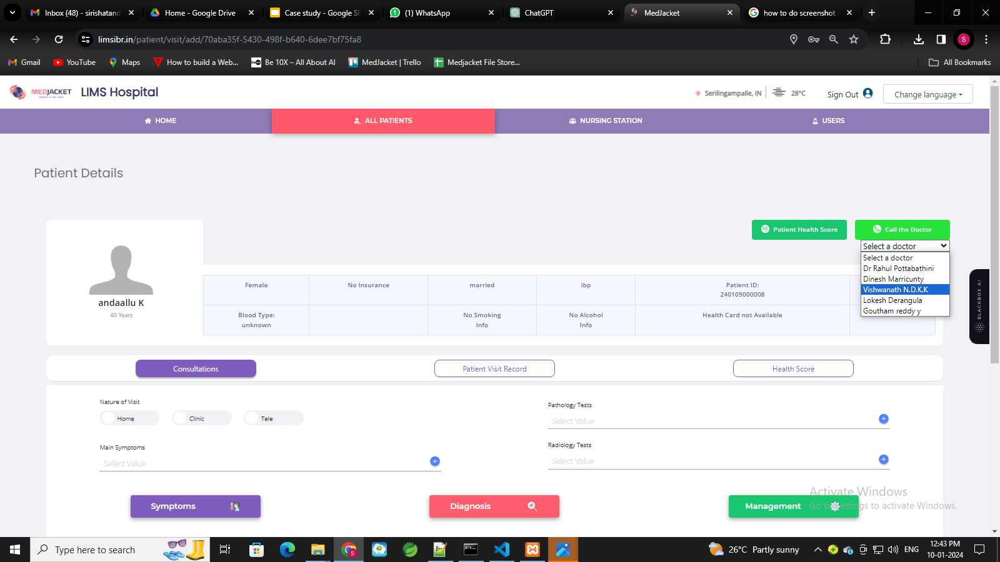 Inbox (48) - sirishatand
Home - Google Drive
Case study - Google Sli
(1) WhatsApp
ChatGPT
MedJacket
how to do screenshot i
limsibr.in/patient/visit/add/70aba35f-5430-498f-b640-6dee7bf75fa8
S
Gmail
YouTube
Maps
How to build a Web...
Be 10X – All About AI
MedJacket | Trello
Medjacket File Store...
All Bookmarks
MEDJACKET
Health is my right
LIMS Hospital
Serilingampalle, IN
28°C
Sign Out
Change language
HOME
ALL PATIENTS
NURSING STATION
USERS
Patient Details
Patient Health Score
Call the Doctor
Select a doctor
Select a doctor
Dr Rahul Pottabathini
Dinesh Marricunty
Vishwanath N.D.K.K
Lokesh Derangula
Goutham reddy y
BLACKBOX AI
andaallu K
40 Years
Female
No Insurance
married
ibp
Patient ID:
240109000008
Blood Type:
unknown
No Smoking
Info
No Alcohol
Info
Health Card not Available
Consultations
Patient Visit Record
Health Score
Nature of Visit
Home
Clinic
Tele
Main Symptoms
Select Value
Pathology Tests
Select Value
Radiology Tests
Select Value
Symptoms
Diagnosis
Management
Activate Windows
Go to Settings to activate Windows.
Type here to search
26°C Partly sunny
ENG
12:43 PM
10-01-2024